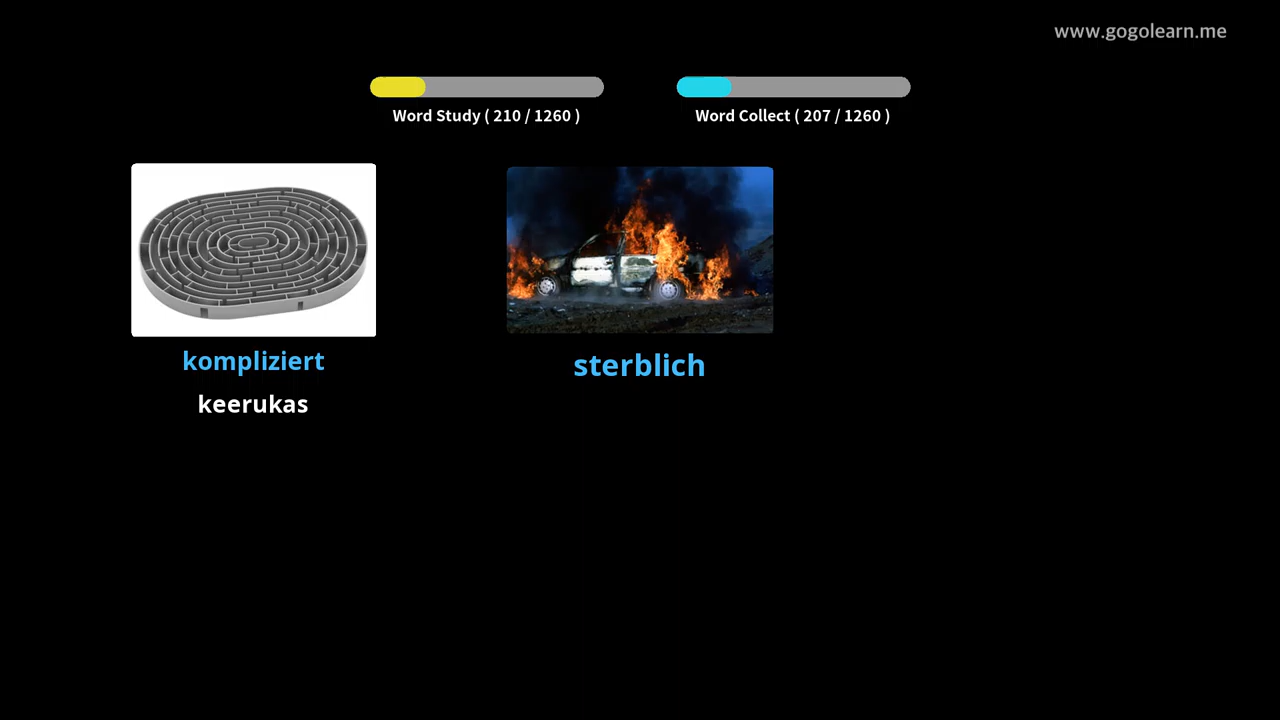 www.gogolearn.me
Word Study ( 210 / 1260 )
Word Collect ( 207 / 1260 )
kompliziert
keerukas
sterblich